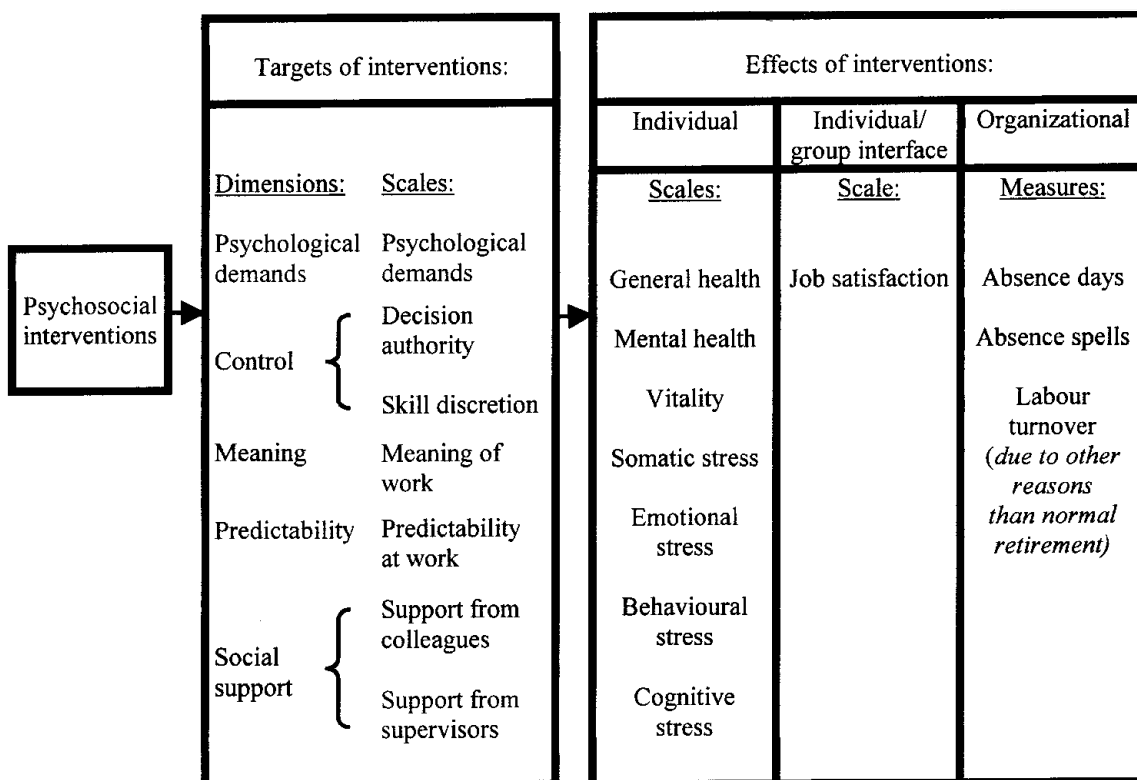 Psychosocial
interventions
Targets of interventions:
Dimensions:
Scales:
Psychological
demands
Psychological
demands
Control
Decision
authority
Skill discretion
Meaning
Meaning of
work
Predictability
Predictability
at work
Social
support
Support from
colleagues
Support from
supervisors
Effects of interventions:
Individual
Scales:
General health
Mental health
Vitality
Somatic stress
Emotional
stress
Behavioural
stress
Cognitive
stress
Individual/
group interface
Scale:
Job satisfaction
Organizational
Measures:
Absence days
Absence spells
Labour
turnover
(due to other
reasons
than normal
retirement)